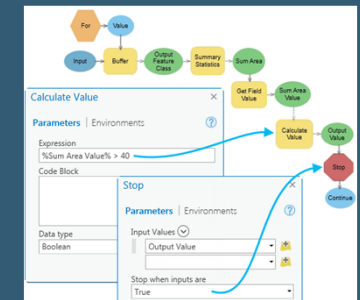 For
Value
Input
Buffer
Output
Feature
Class
Summary
Statistics
Sum Area
Get Field
Value
Sum Area
Value
Calculate
Value
Output
Value
Stop
Continue
Calculate Value
Parameters | Environments
Expression
%Sum Area Value% > 40
Code Block
Data type
Boolean
Stop
Parameters | Environments
Input Values
Output Value
Stop when inputs are
True